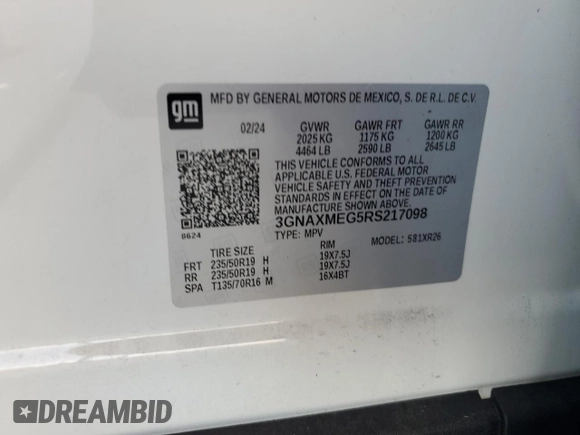 gm
MFD BY GENERAL MOTORS DE MEXICO, S. DE R.L. DE C.V
02/24 GVWR GAWR FRT GAWR RR
2025 KG 1175 KG 1200 KG
4464 LB 2590 LB 2645 LB
THIS VEHICLE CONFORMS TO ALL
APPLICABLE U.S. FEDERAL MOTOR
VEHICLE SAFETY AND THEFT PREVENTION
STANDARDS IN EFFECT ON THE DATE OF
MANUFACTURE SHOWN ABOVE.
3GNAXMEG5RS217098
8624 TYPE: MPV MODEL: 581XR26
TIRE SIZE RIM
FRT 235/50R19 H 19X7.5J
RR 235/50R19 H 19X7.5J
SPA T135/70R16 M 16X4BT
DREAMBID